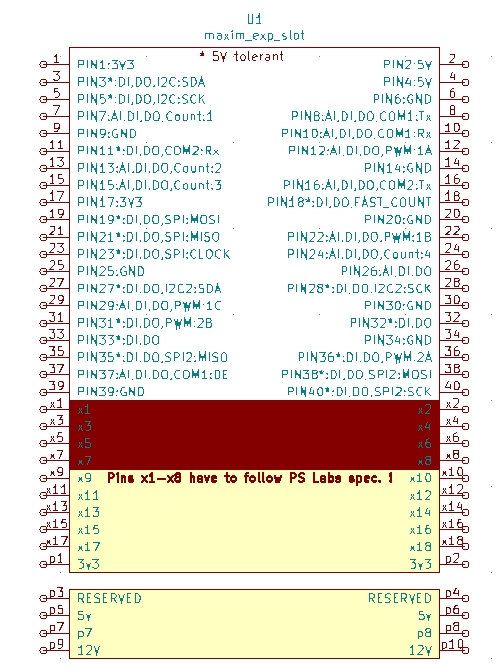 U1
maxim_exp_slot
* 5V tolerant
1 PIN1:3V3 PIN2:5V 2
3 PIN3*:DI,DO,I2C:SDA PIN4:5V 4
5 PIN5*:DI,DO,I2C:SCK PIN6:GND 6
7 PIN7:AI,DI,DO,Count:1 PIN8:AI,DI,DO,COM1:Tx 8
9 PIN9:GND PIN10:AI,DI,DO,COM1:Rx 10
11 PIN11*:DI,DO,COM2:Rx PIN12:AI,DI,DO,PWM:1A 12
13 PIN13:AI,DI,DO,Count:2 PIN14:GND 14
15 PIN15:AI,DI,DO,Count:3 PIN16:AI,DI,DO,COM2:Tx 16
17 PIN17:3V3 PIN18*:DI,DO,FAST_COUNT 18
19 PIN19*:DI,DO,SPI:MOSI PIN20:GND 20
21 PIN21*:DI,DO,SPI:MISO PIN22:AI,DI,DO,PWM:1B 22
23 PIN23*:DI,DO,SPI:CLOCK PIN24:AI,DI,DO,Count:4 24
25 PIN25:GND PIN26:AI,DI,DO 26
27 PIN27*:DI,DO,I2C2:SDA PIN28*:DI,DO,I2C2:SCK 28
29 PIN29:AI,DI,DO,PWM:1C PIN30:GND 30
31 PIN31*:DI,DO,PWM:2B PIN32*:DI,DO 32
33 PIN33*:DI,DO PIN34:GND 34
35 PIN35*:DI,DO,SPI2:MISO PIN36*:DI,DO,PWM:2A 36
37 PIN37:AI,DI,DO,COM1:DE PIN38*:DI,DO,SPI2:MOSI 38
39 PIN39:GND PIN40*:DI,DO,SPI2:SCK 40
x1 x1 x2 x2
x3 x3 x4 x4
x5 x5 x6 x6
x7 x7 x8 x8
x9 x9 Pins x1-x8 have to follow PS Labs spec. ! x10 x10
x11 x11 x12 x12
x13 x13 x14 x14
x15 x15 x16 x16
x17 x17 x18 x18
p1 3v3 3v3 p2
p3 RESERVED RESERVED p4
p5 5v 5v p6
p7 p7 p8 p8
p9 12V 12V p10